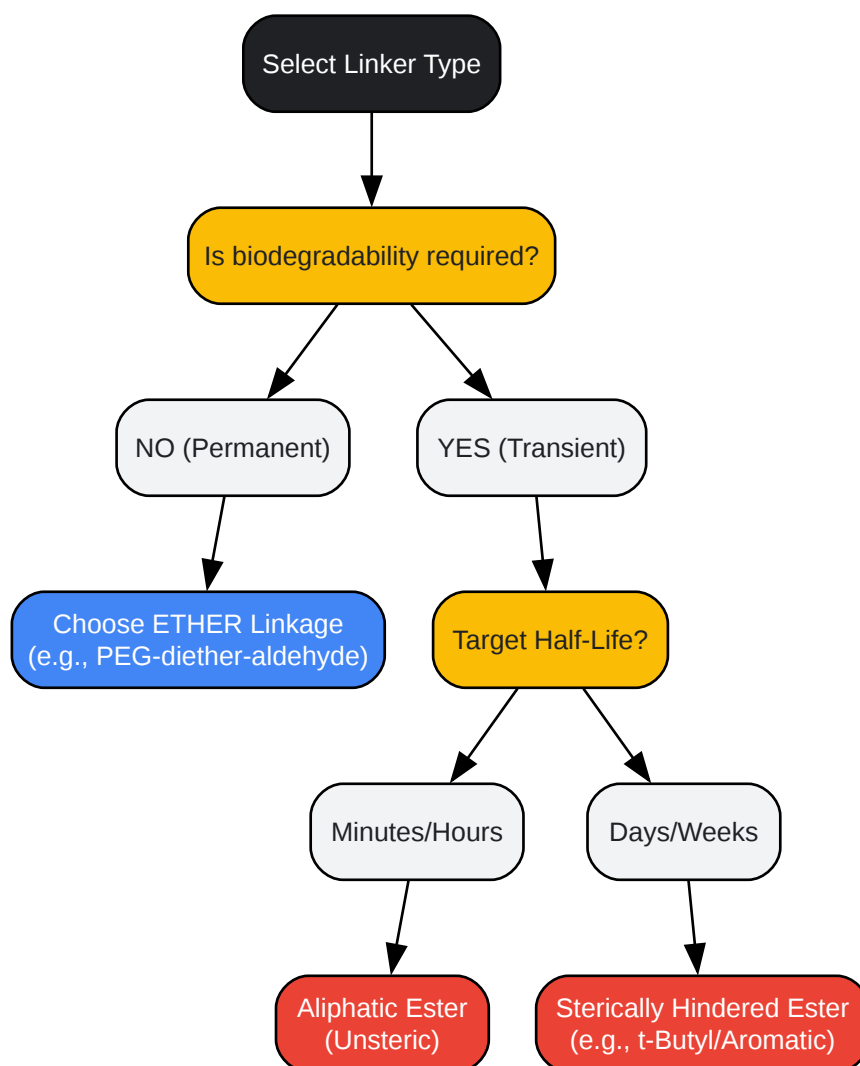 Select Linker Type
Is biodegradability required?
NO (Permanent)
YES (Transient)
Choose ETHER Linkage
(e.g., PEG-diether-aldehyde)
Target Half-Life?
Minutes/Hours
Days/Weeks
Aliphatic Ester
(Unsteric)
Sterically Hindered Ester
(e.g., t-Butyl/Aromatic)